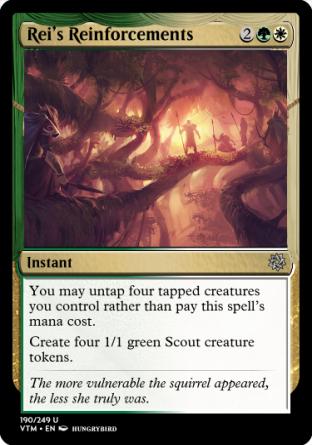 Rei's Reinforcements 2
Instant
You may untap four tapped creatures
you control rather than pay this spell's
mana cost.
Create four 1/1 green Scout creature
tokens.
The more vulnerable the squirrel appeared,
the less she truly was.
190/249 U
VTM • EN HUNGRYBIRD